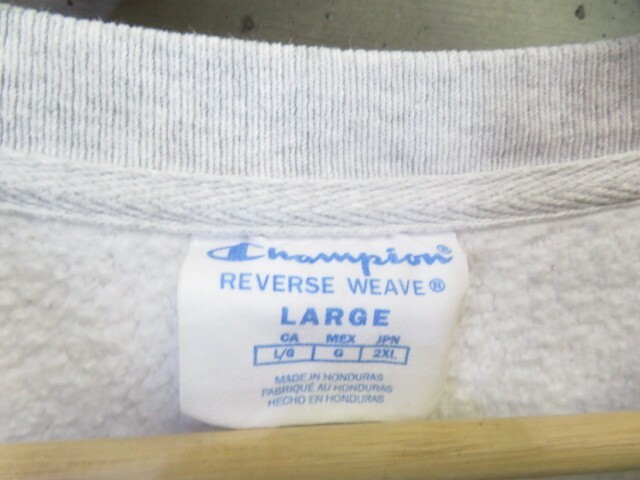 Champion®
REVERSE WEAVE®
LARGE
CA MEX JPN
L/G G 2XL
MADE IN HONDURAS
FABRIQUÉ AU HONDURAS
HECHO EN HONDURAS